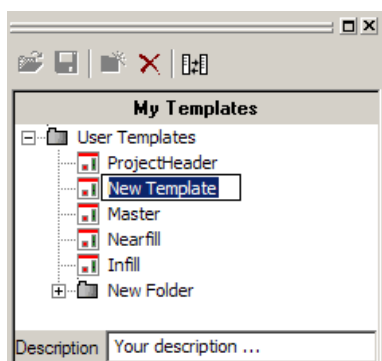 My Templates
User Templates
ProjectHeader
New Template
Master
Nearfill
Infill
New Folder
Description Your description ...